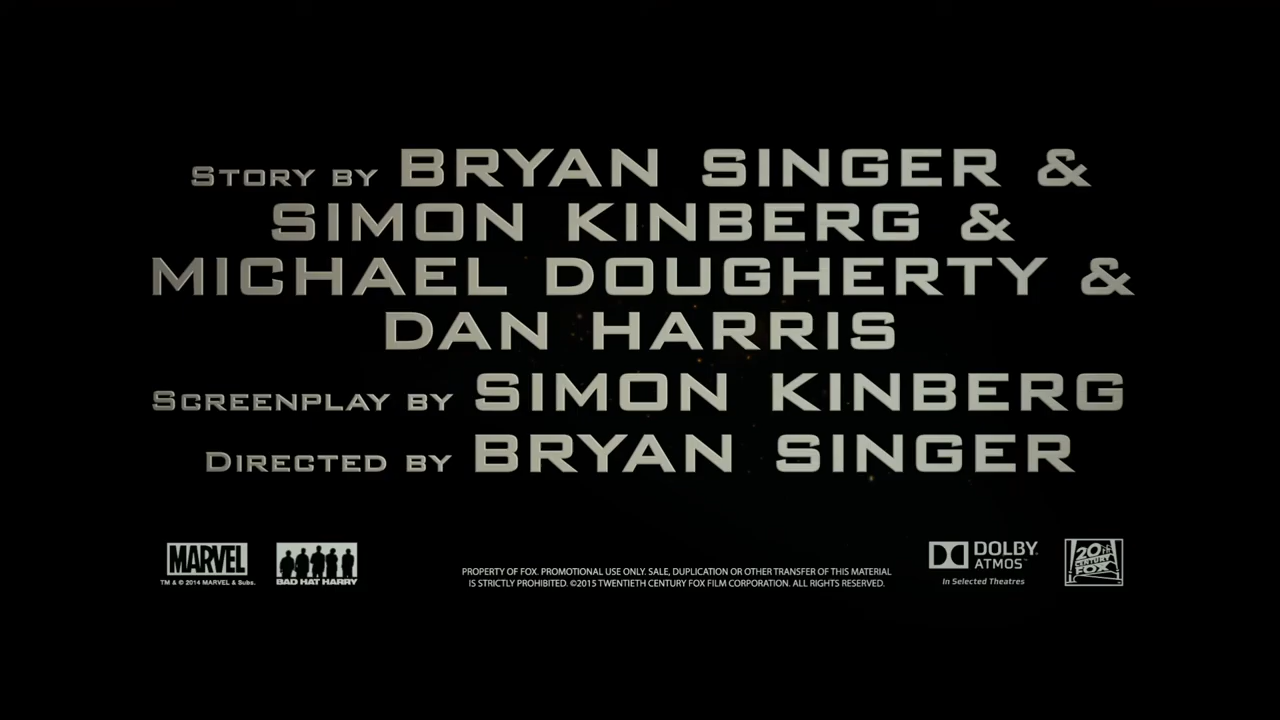 STORY BY BRYAN SINGER &
SIMON KINBERG &
MICHAEL DOUGHERTY &
DAN HARRIS
SCREENPLAY BY SIMON KINBERG
DIRECTED BY BRYAN SINGER
MARVEL
TM & © 2014 MARVEL & Subs.
BAD HAT HARRY
PROPERTY OF FOX. PROMOTIONAL USE ONLY. SALE, DUPLICATION OR OTHER TRANSFER OF THIS MATERIAL
IS STRICTLY PROHIBITED. ©2015 TWENTIETH CENTURY FOX FILM CORPORATION. ALL RIGHTS RESERVED.
DOLBY
ATMOS™
In Selected Theatres
20th
CENTURY
FOX